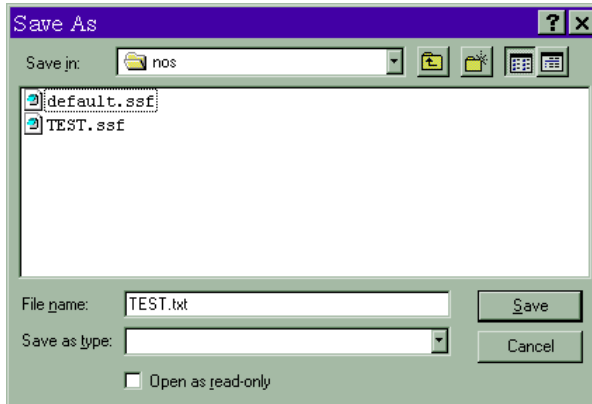 Save As
Save in: nos
default.ssf
TEST.ssf
File name: TEST.txt Save
Save as type: Cancel
Open as read-only